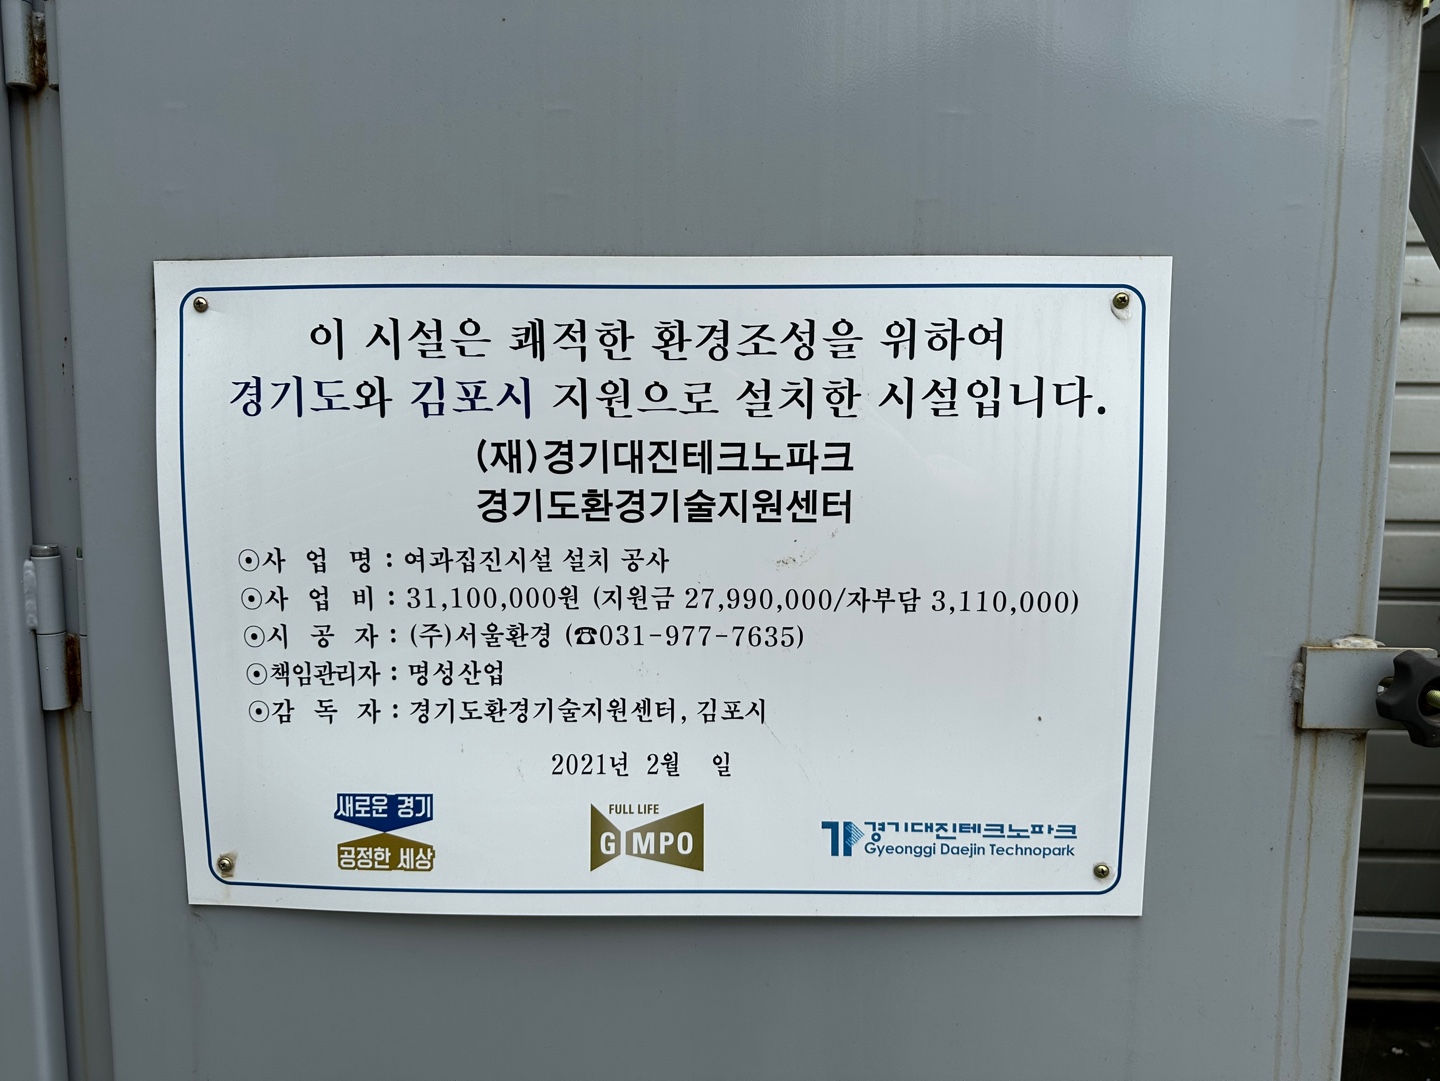 이 시설은 쾌적한 환경조성을 위하여
경기도와 김포시 지원으로 설치한 시설입니다.
(재)경기대진테크노파크
경기도환경기술지원센터
⊙사 업 명 : 여과집진시설 설치 공사
⊙사 업 비 : 31,100,000원 (지원금 27,990,000/자부담 3,110,000)
⊙시 공 자 : (주)서울환경 (☎031-977-7635)
⊙책임관리자 : 명성산업
⊙감 독 자 : 경기도환경기술지원센터, 김포시
2021년 2월 일
새로운 경기
공정한 세상
FULL LIFE
GIMPO
경기대진테크노파크
Gyeonggi Daejin Technopark